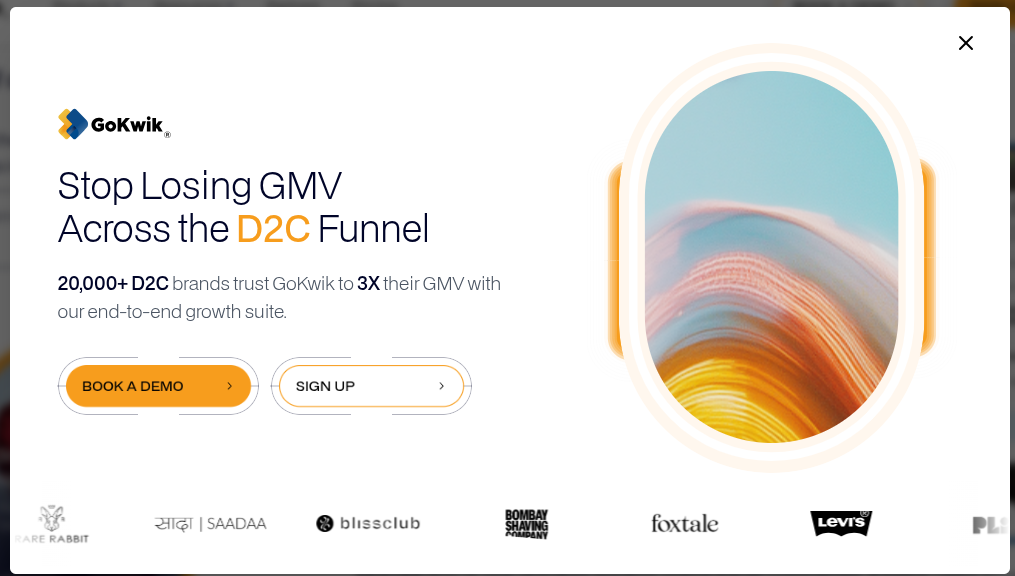 GoKwik®
Stop Losing GMV
Across the D2C Funnel
20,000+ D2C brands trust GoKwik to 3X their GMV with
our end-to-end growth suite.
BOOK A DEMO
SIGN UP
RARE RABBIT
सादा | SAADAA
blissclub
BOMBAY
SHAVING
COMPANY
foxtale
LEVI'S®